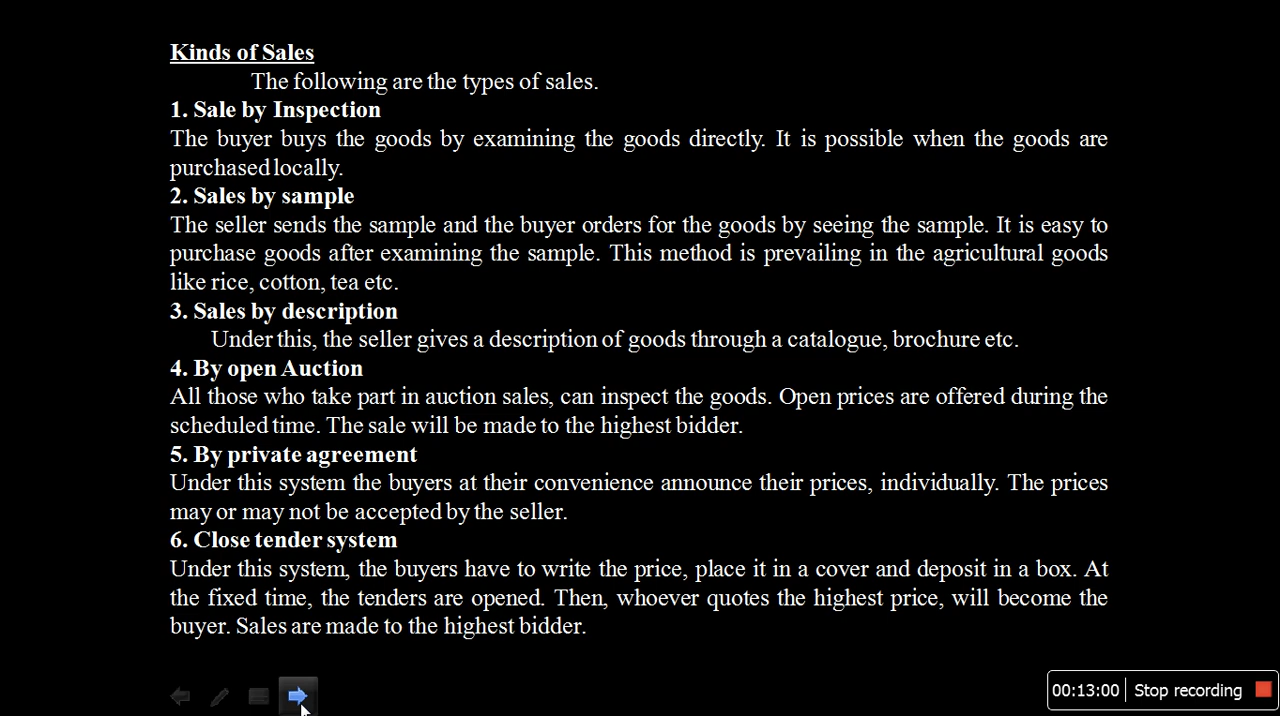 Kinds of Sales
The following are the types of sales.
1. Sale by Inspection
The buyer buys the goods by examining the goods directly. It is possible when the goods are
purchased locally.
2. Sales by sample
The seller sends the sample and the buyer orders for the goods by seeing the sample. It is easy to
purchase goods after examining the sample. This method is prevailing in the agricultural goods
like rice, cotton, tea etc.
3. Sales by description
Under this, the seller gives a description of goods through a catalogue, brochure etc.
4. By open Auction
All those who take part in auction sales, can inspect the goods. Open prices are offered during the
scheduled time. The sale will be made to the highest bidder.
5. By private agreement
Under this system the buyers at their convenience announce their prices, individually. The prices
may or may not be accepted by the seller.
6. Close tender system
Under this system, the buyers have to write the price, place it in a cover and deposit in a box. At
the fixed time, the tenders are opened. Then, whoever quotes the highest price, will become the
buyer. Sales are made to the highest bidder.
00:13:00 Stop recording